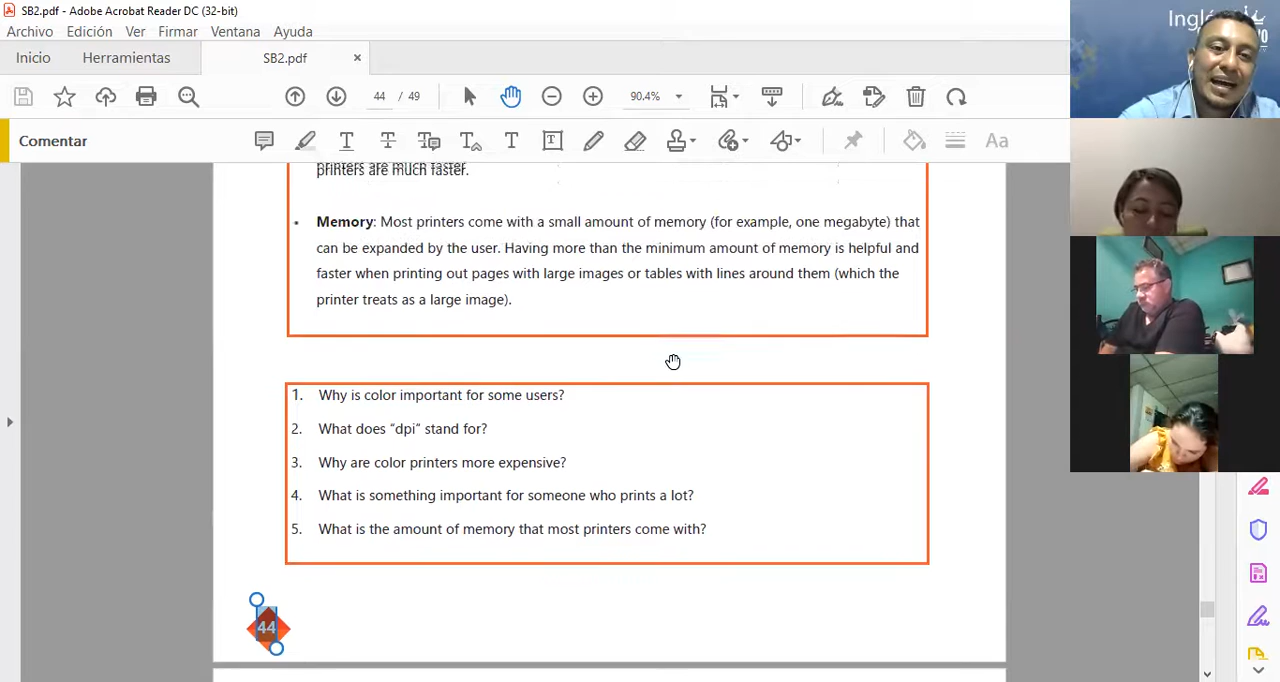 SB2.pdf - Adobe Acrobat Reader DC (32-bit)
Archivo Edición Ver Firmar Ventana Ayuda
Inicio Herramientas SB2.pdf ×
44 / 49 90.4%
Comentar
printers are much faster.
• Memory: Most printers come with a small amount of memory (for example, one megabyte) that
can be expanded by the user. Having more than the minimum amount of memory is helpful and
faster when printing out pages with large images or tables with lines around them (which the
printer treats as a large image).
1. Why is color important for some users?
2. What does “dpi” stand for?
3. Why are color printers more expensive?
4. What is something important for someone who prints a lot?
5. What is the amount of memory that most printers come with?
44